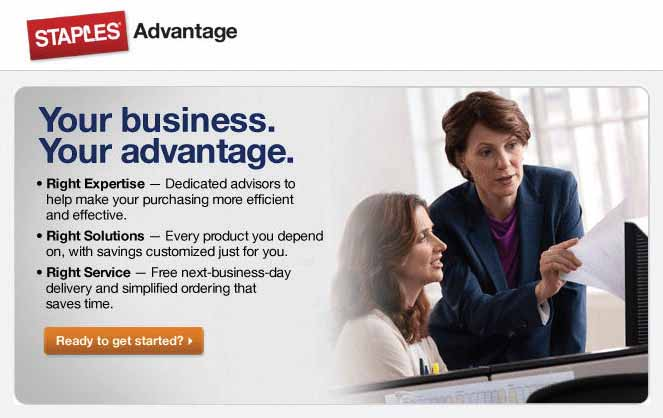 STAPLES® Advantage
Your business.
Your advantage.
• Right Expertise — Dedicated advisors to
help make your purchasing more efficient
and effective.
• Right Solutions — Every product you depend
on, with savings customized just for you.
• Right Service — Free next-business-day
delivery and simplified ordering that
saves time.
Ready to get started?